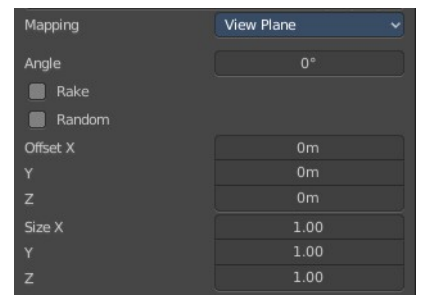 Mapping View Plane
Angle 0°
Rake
Random
Offset X 0m
Y 0m
Z 0m
Size X 1.00
Y 1.00
Z 1.00